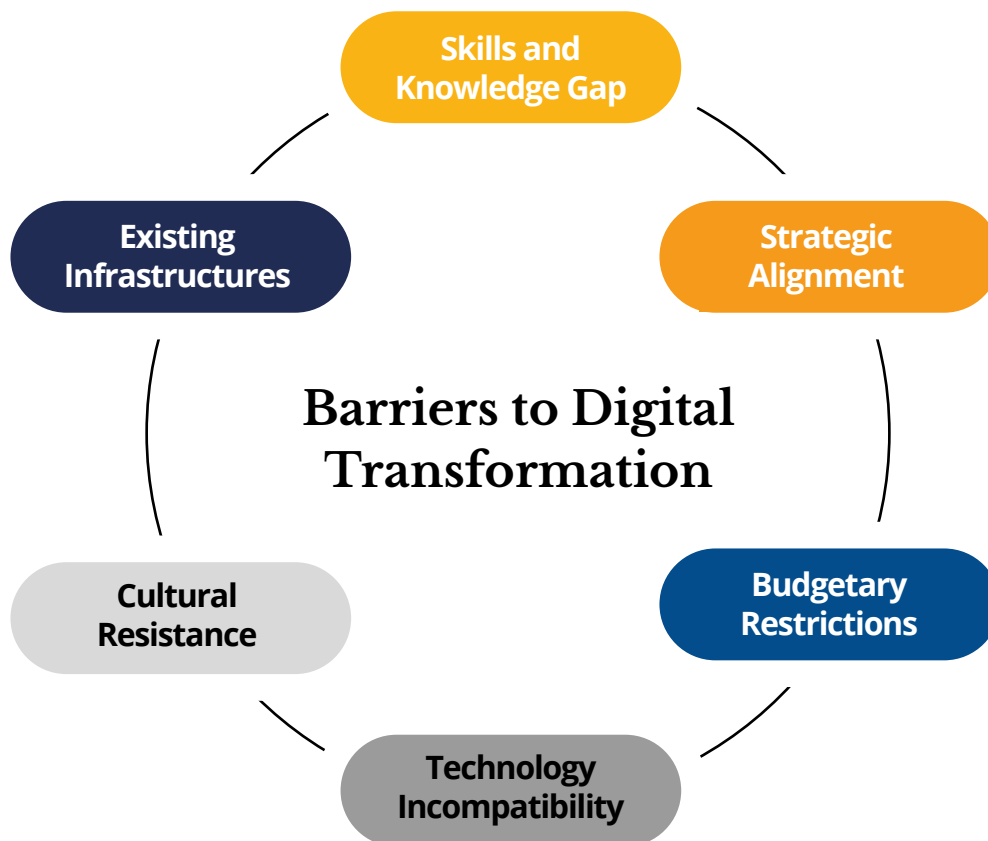 Skills and
Knowledge Gap
Existing
Infrastructures
Strategic
Alignment
Barriers to Digital
Transformation
Cultural
Resistance
Budgetary
Restrictions
Technology
Incompatibility